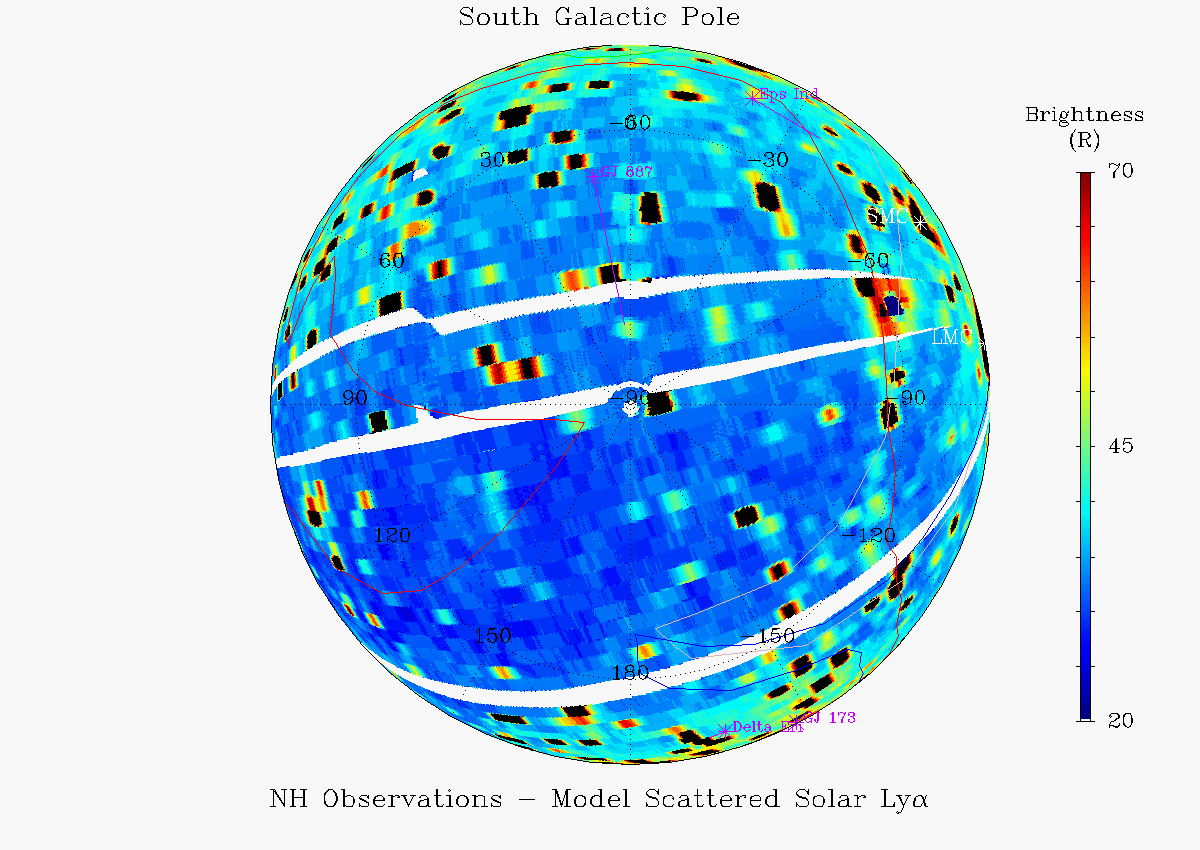 South Galactic Pole
Brightness
(R)
Eps Ind
70
-60
30
-30
GJ 887
SMC
60
-60
LMC
90
-90
-90
45
120
-120
150
-150
180
GJ 173
Delta Eri
20
NH Observations - Model Scattered Solar Lyα